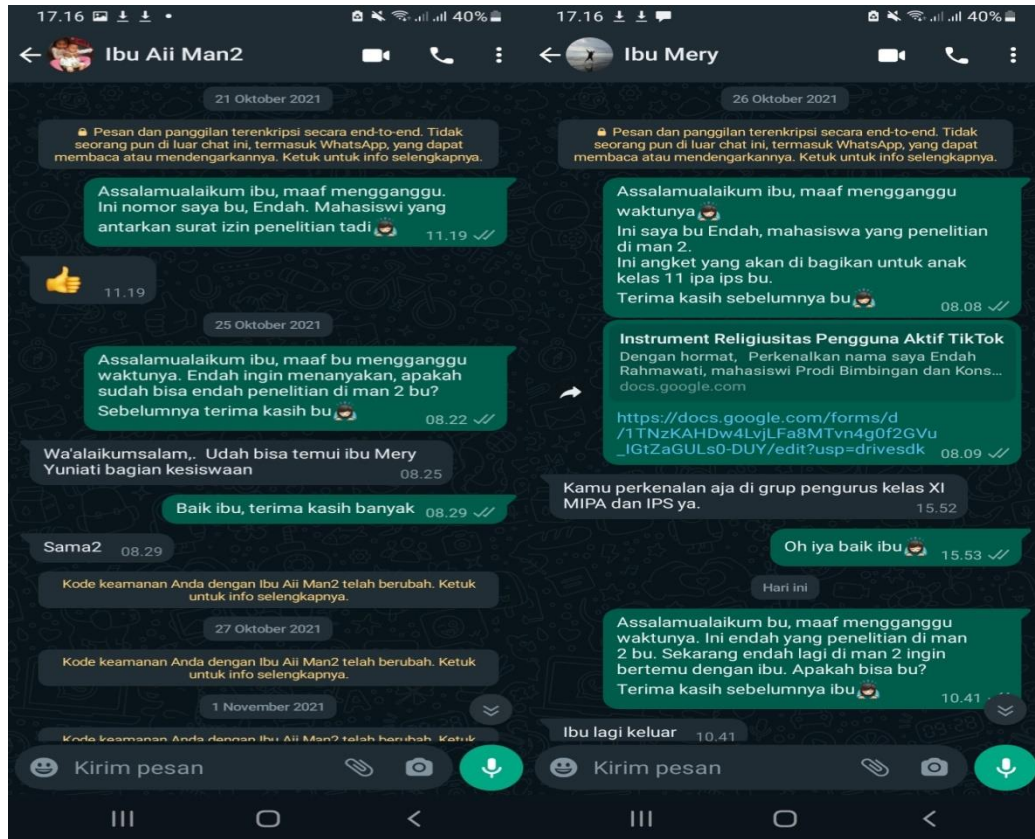 17.16
40%
Ibu Aii Man2
21 Oktober 2021
Pesan dan panggilan terenkripsi secara end-to-end. Tidak
seorang pun di luar chat ini, termasuk WhatsApp, yang dapat
membaca atau mendengarkannya. Ketuk untuk info selengkapnya.
Assalamualaikum ibu, maaf mengganggu.
Ini nomor saya bu, Endah. Mahasiswi yang
antarkan surat izin penelitian tadi
11.19
11.19
25 Oktober 2021
Assalamualaikum ibu, maaf bu mengganggu
waktunya. Endah ingin menanyakan, apakah
sudah bisa endah penelitian di man 2 bu?
Sebelumnya terima kasih bu
08.22
Wa'alaikumsalam,. Udah bisa temui ibu Mery
Yuniati bagian kesiswaan
08.25
Baik ibu, terima kasih banyak 08.29
Sama2 08.29
Kode keamanan Anda dengan Ibu Aii Man2 telah berubah. Ketuk
untuk info selengkapnya.
27 Oktober 2021
Kode keamanan Anda dengan Ibu Aii Man2 telah berubah. Ketuk
untuk info selengkapnya.
1 November 2021
Kode keamanan Anda dengan Ibu Aii Man2 telah berubah. Ketuk
Kirim pesan
17.16
40%
Ibu Mery
26 Oktober 2021
Pesan dan panggilan terenkripsi secara end-to-end. Tidak
seorang pun di luar chat ini, termasuk WhatsApp, yang dapat
membaca atau mendengarkannya. Ketuk untuk info selengkapnya.
Assalamualaikum ibu, maaf mengganggu
waktunya
Ini saya bu Endah, mahasiswa yang penelitian
di man 2.
Ini angket yang akan di bagikan untuk anak
kelas 11 ipa ips bu.
Terima kasih sebelumnya bu
08.08
Instrument Religiusitas Pengguna Aktif TikTok
Dengan hormat, Perkenalkan nama saya Endah
Rahmawati, mahasiswi Prodi Bimbingan dan Kons...
docs.google.com
https://docs.google.com/forms/d
/1TNzKAHDw4LvjLFa8MTvn4g0f2GVu
_lGtZaGULs0-DUY/edit?usp=drivesdk 08.09
Kamu perkenalan aja di grup pengurus kelas XI
MIPA dan IPS ya.
15.52
Oh iya baik ibu 15.53
Hari ini
Assalamualaikum bu, maaf mengganggu
waktunya. Ini endah yang penelitian di man
2 bu. Sekarang endah lagi di man 2 ingin
bertemu dengan ibu. Apakah bisa bu?
Terima kasih sebelumnya ibu
10.41
Ibu lagi keluar 10.41
Kirim pesan